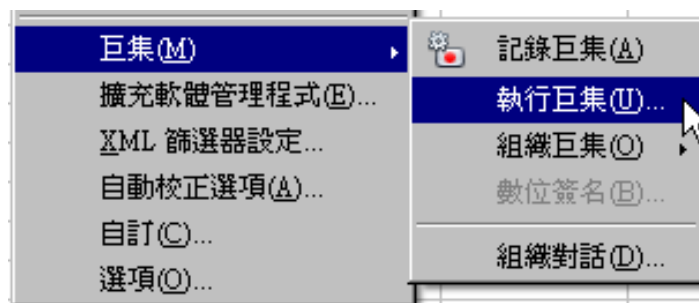 巨集(M)
擴充軟體管理程式(E)...
XML 篩選器設定...
自動校正選項(A)...
自訂(C)...
選項(O)...
記錄巨集(A)
執行巨集(U)...
組織巨集(O)
數位簽名(B)...
組織對話(D)...